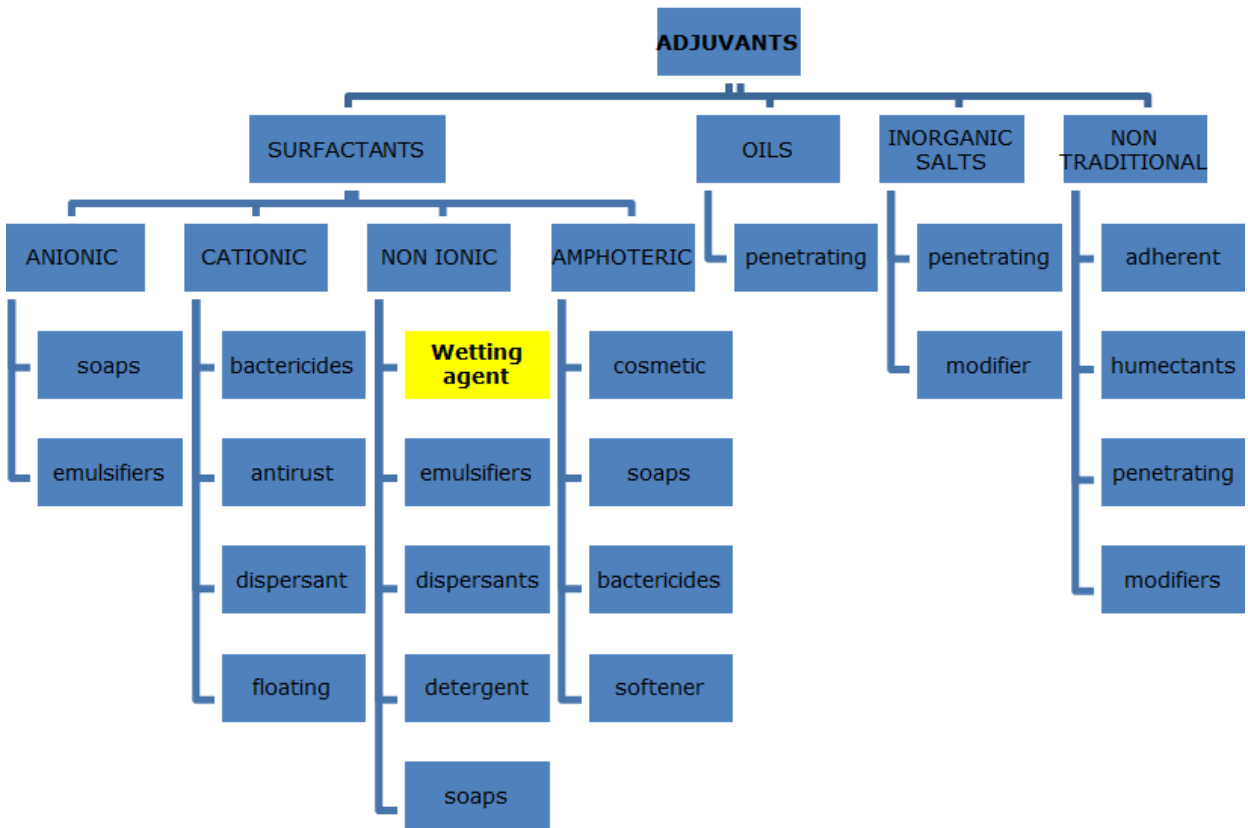 ADJUVANTS
SURFACTANTS
OILS
INORGANIC
SALTS
NON
TRADITIONAL
ANIONIC
CATIONIC
NON IONIC
AMPHOTERIC
penetrating
penetrating
adherent
soaps
bactericides
Wetting
agent
cosmetic
modifier
humectants
emulsifiers
antirust
emulsifiers
soaps
penetrating
dispersant
dispersants
bactericides
modifiers
floating
detergent
softener
soaps